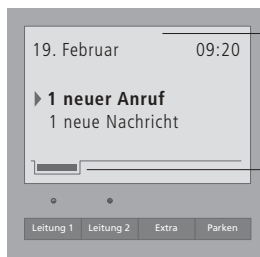 19. Februar 09:20
1 neuer Anruf
1 neue Nachricht
Leitung 1 Leitung 2 Extra Parken